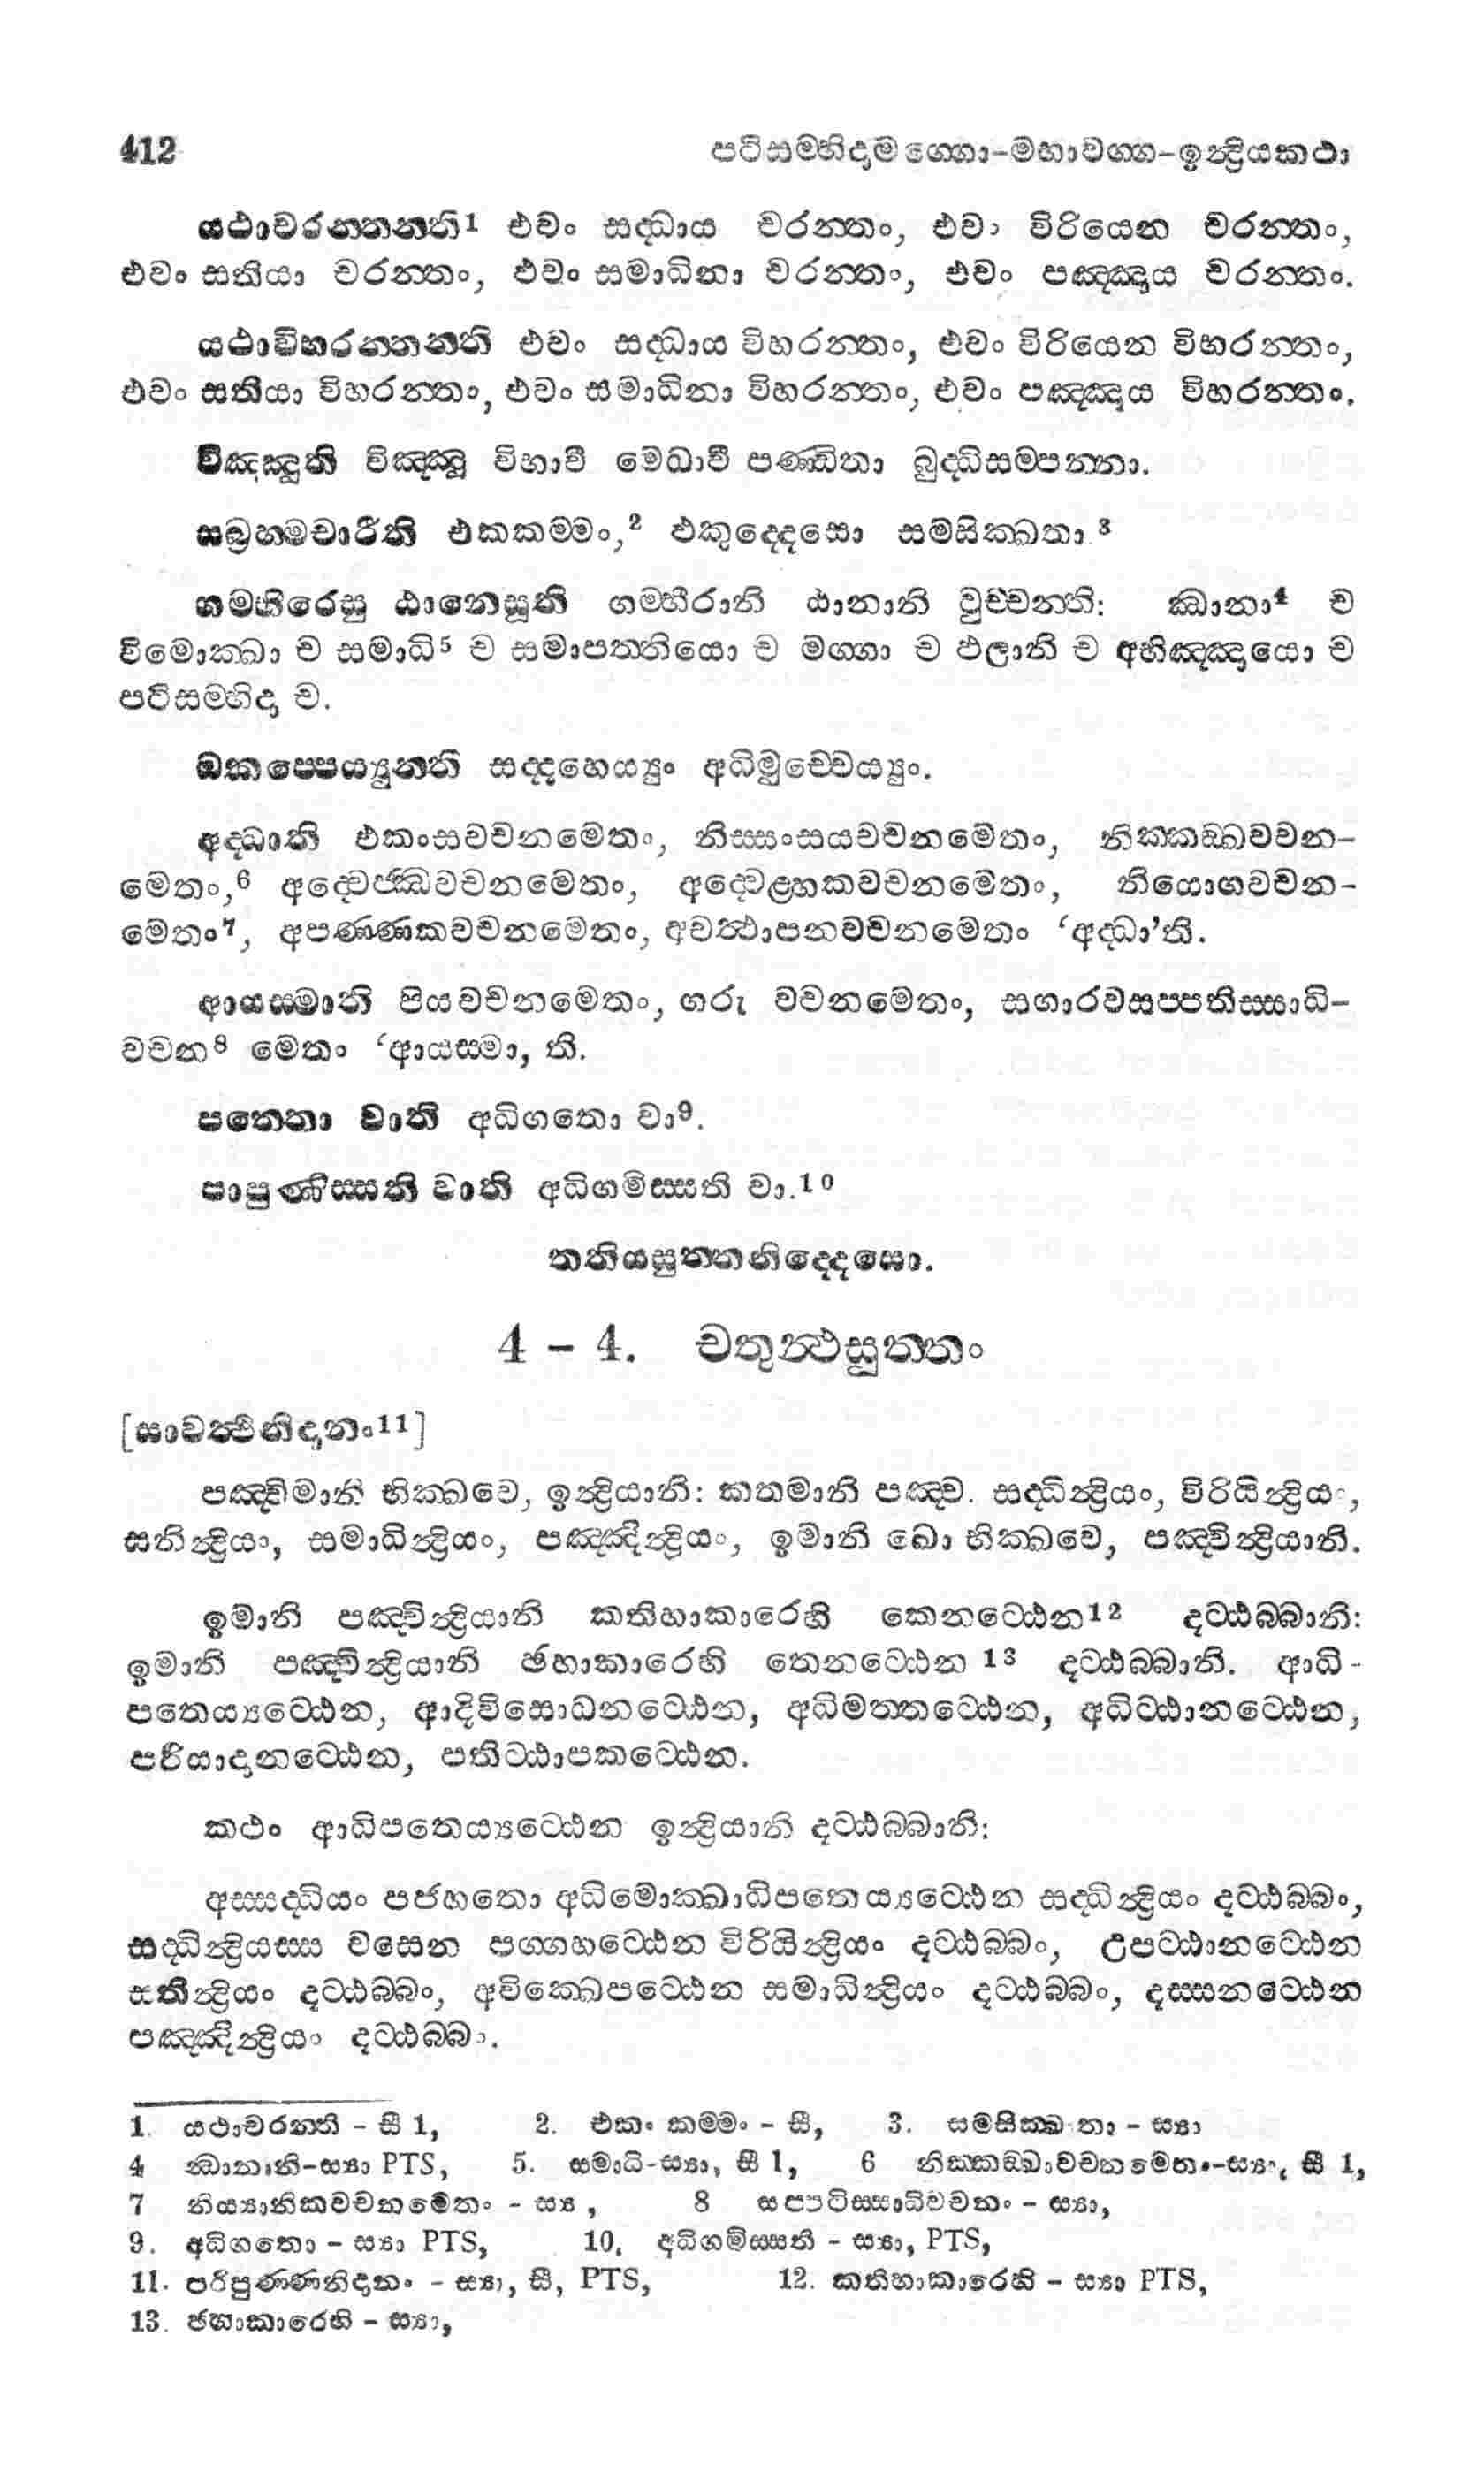 412 පටිසම්භිදාමග්ගො-මහාවග්ග-ඉන්ද්‍රියකථා
යථාචරන්තන්ති1 එවං සද්ධාය චරන්තං, එවං විරියෙන චරන්තං,
එවං සතියා චරන්තං, එවං සමාධිනා චරන්තං, එවං පඤ්ඤාය චරන්තං.
යථාවිහරන්තන්ති එවං සද්ධාය විහරන්තං, එවං විරියෙන විහරන්තං,
එවං සතියා විහරන්තං, එවං සමාධිනා විහරන්තං, එවං පඤ්ඤාය විහරන්තං.
විඤ්ඤූති විඤ්ඤූ විභාවී මෙධාවී පණ්ඩිතා බුද්ධිසම්පන්නා.
සබ්‍රහ්මචාරීති එකකම්මං,2 එකුද්දෙසො සමසික්ඛතා.3
ගම්භීරෙසු ඨානෙසූති ගම්භීරානි ඨානානි වුච්චන්ති: ඣානා4 ච
විමොක්ඛා ච සමාධි5 ච සමාපත්තියො ච මග්ගා ච ඵලානි ච අභිඤ්ඤායො ච
පටිසම්භිදා ච.
ඔකප්පෙය්‍යුන්ති සද්දහෙය්‍යුං අධිමුච්චෙය්‍යුං.
අද්ධාති එකංසවචනමෙතං, නිස්සංසයවචනමෙතං, නික්කඞ්ඛවචන-
මෙතං,6 අද්වෙජ්ඣවචනමෙතං, අද්වෙළ්හකවචනමෙතං, නියොගවචන-
මෙතං7, අපණ්ණකවචනමෙතං, අවත්ථාපනවචනමෙතං ‘අද්ධා’ති.
ආයස්මාති පියවචනමෙතං, ගරු වචනමෙතං, සගාරවසප්පතිස්සාධි-
වචන8 මෙතං ‘ආයස්මා, ති.
පත්තො වාති අධිගතො වා9.
පාපුණිස්සති වාති අධිගමිස්සති වා.10
තතියසුත්තනිද්දෙසො.
4 - 4. චතුත්ථසුත්තං
[සාවත්ථිනිදානං11]
පඤ්චිමානි භික්ඛවෙ, ඉන්ද්‍රියානි: කතමානි පඤ්ච. සද්ධින්ද්‍රියං, විරියින්ද්‍රියං,
සතින්ද්‍රියං, සමාධින්ද්‍රියං, පඤ්ඤින්ද්‍රියං, ඉමානි ඛො භික්ඛවෙ, පඤ්චින්ද්‍රියානි.
ඉමානි පඤ්චින්ද්‍රියානි කතිහාකාරෙහි කෙනට්ඨෙන12 දට්ඨබ්බානි:
ඉමානි පඤ්චින්ද්‍රියානි ඡහාකාරෙහි තෙනට්ඨෙන 13 දට්ඨබ්බානි. ආධි-
පතෙය්‍යට්ඨෙන, ආදිවිසොධනට්ඨෙන, අධිමත්තට්ඨෙන, අධිට්ඨානට්ඨෙන,
පරියාදානට්ඨෙන, පතිට්ඨාපකට්ඨෙන.
කථං ආධිපතෙය්‍යට්ඨෙන ඉන්ද්‍රියානි දට්ඨබ්බානි:
අස්සද්ධියං පජහතො අධිමොක්ඛාධිපතෙය්‍යට්ඨෙන සද්ධින්ද්‍රියං දට්ඨබ්බං,
සද්ධින්ද්‍රියස්ස වසෙන පග්ගහට්ඨෙන විරියින්ද්‍රියං දට්ඨබ්බං, උපට්ඨානට්ඨෙන
සතින්ද්‍රියං දට්ඨබ්බං, අවික්ඛෙපට්ඨෙන සමාධින්ද්‍රියං දට්ඨබ්බං, දස්සනට්ඨෙන
පඤ්ඤින්ද්‍රියං දට්ඨබ්බං.
1. යථාචරන්ති - සී 1, 2. එකං කම්මං - සී, 3. සමසික්ඛතා - ස්‍යා
4 ඣානානි-ස්‍යා PTS, 5. සමාධි-ස්‍යා, සී 1, 6 නික්කඞ්ඛාවචනමෙතං-ස්‍යා, සී 1,
7 නිය්‍යානිකවචනමෙතං - ස්‍යා, 8 සප්පටිස්සාධිවචනං - ස්‍යා,
9. අධිගතො - ස්‍යා PTS, 10, අධිගමිස්සති - ස්‍යා, PTS,
11. පරිපුණ්ණනිදානං - ස්‍යා, සී, PTS, 12. කතිහාකාරෙහි - ස්‍යා PTS,
13. ඡහාකාරෙහි - ස්‍යා,